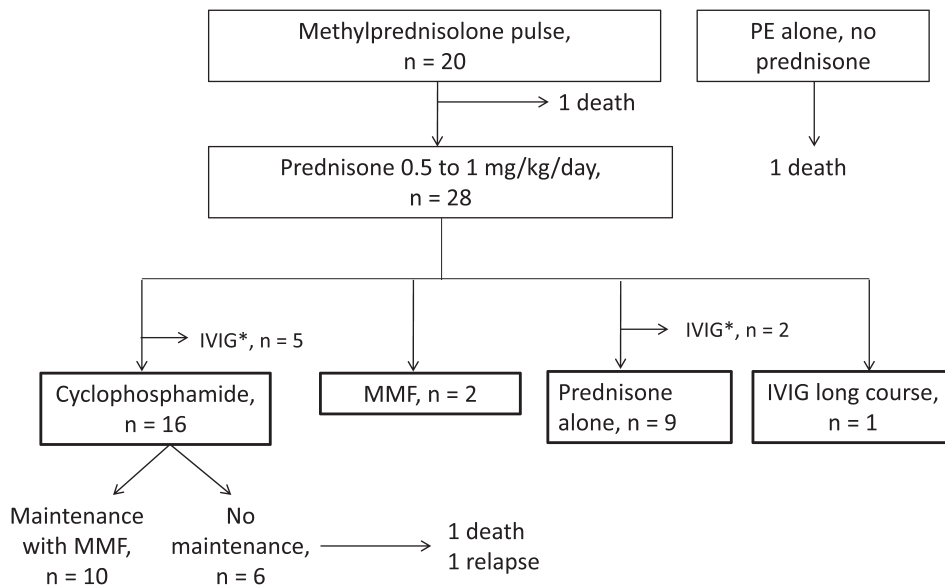 Methylprednisolone pulse,
n = 20
PE alone, no
prednisone
1 death
1 death
Prednisone 0.5 to 1 mg/kg/day,
n = 28
IVIG*, n = 5
IVIG*, n = 2
Cyclophosphamide,
n = 16
MMF, n = 2
Prednisone
alone, n = 9
IVIG long course,
n = 1
Maintenance
with MMF,
n = 10
No
maintenance,
n = 6
1 death
1 relapse